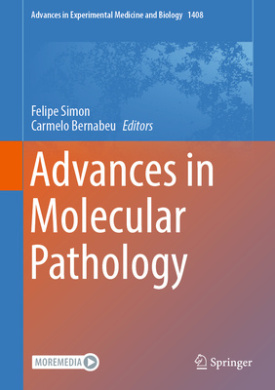 Advances in Experimental Medicine and Biology 1408
Felipe Simon
Carmelo Bernabeu Editors
Advances in
Molecular
Pathology
MOREMEDIA
Springer